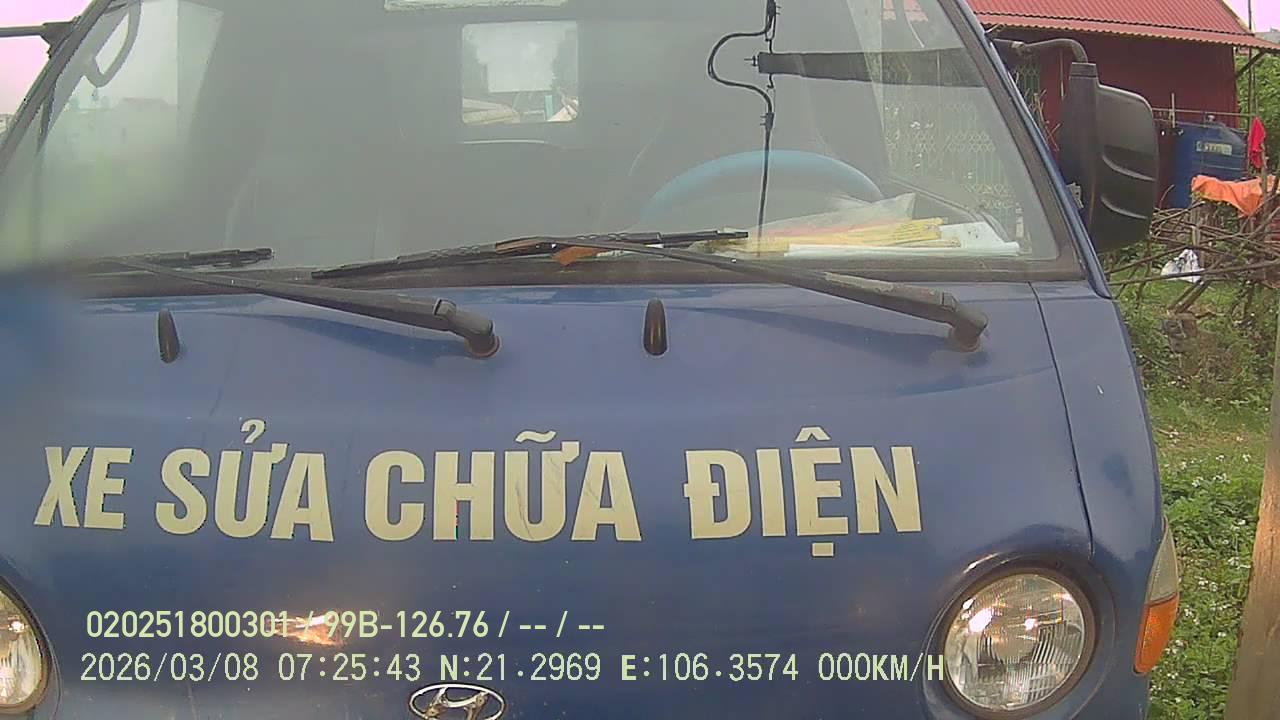 XE SỬA CHỮA ĐIỆN
020251800301 / 99B-126.76 / -- / --
2026/03/08 07:25:43 N:21.2969 E:106.3574 000KM/H